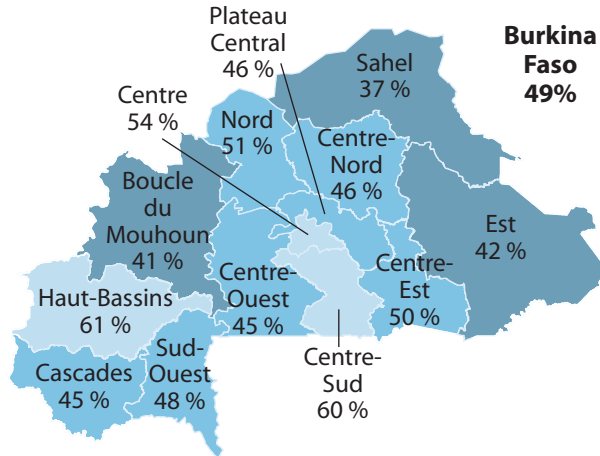 Plateau
Central
46 %
Burkina
Faso
49%
Sahel
37 %
Centre
54 %
Nord
51 %
Centre-
Nord
46 %
Boucle
du
Mouhoun
41 %
Est
42 %
Centre-
Ouest
45 %
Centre-
Est
50 %
Haut-Bassins
61 %
Sud-
Ouest
48 %
Cascades
45 %
Centre-
Sud
60 %